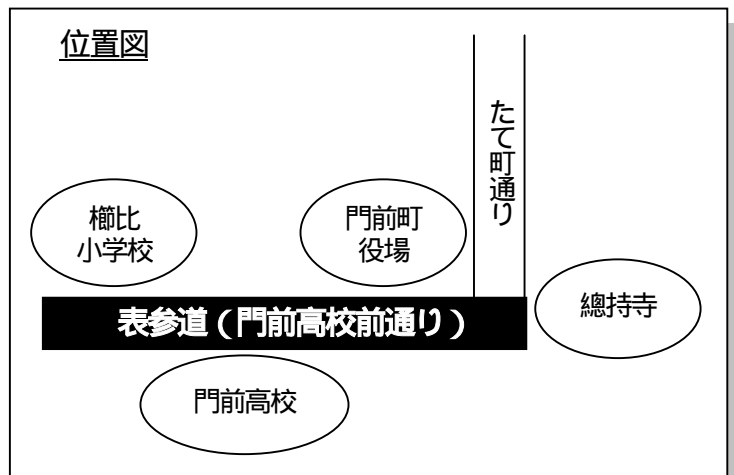 位置図
たて町通り
櫛比
小学校
門前町
役場
總持寺
表参道（門前高校前通り）
門前高校